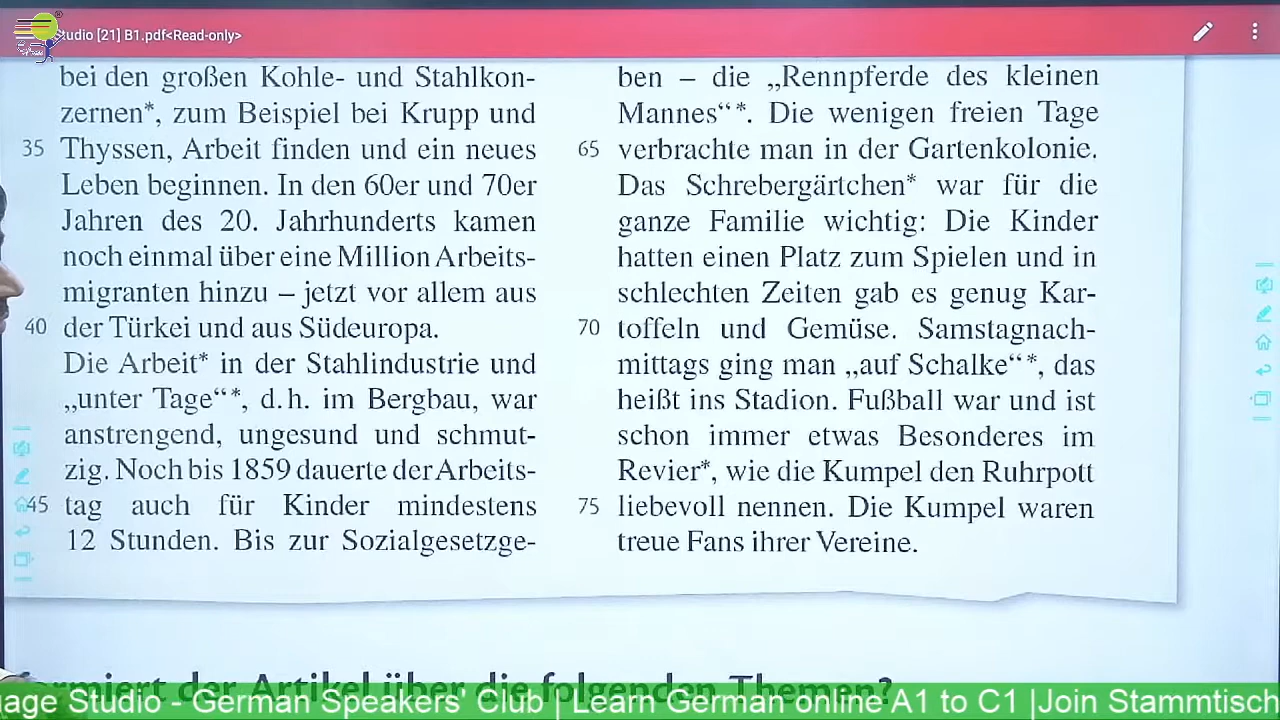 tudio [21] B1.pdf<Read-only>
bei den großen Kohle- und Stahlkon-
zernen*, zum Beispiel bei Krupp und
35 Thyssen, Arbeit finden und ein neues
Leben beginnen. In den 60er und 70er
Jahren des 20. Jahrhunderts kamen
noch einmal über eine Million Arbeits-
migranten hinzu – jetzt vor allem aus
40 der Türkei und aus Südeuropa.
Die Arbeit* in der Stahlindustrie und
„unter Tage“*, d. h. im Bergbau, war
anstrengend, ungesund und schmut-
zig. Noch bis 1859 dauerte der Arbeits-
45 tag auch für Kinder mindestens
12 Stunden. Bis zur Sozialgesetzge-
ben – die „Rennpferde des kleinen
Mannes“*. Die wenigen freien Tage
65 verbrachte man in der Gartenkolonie.
Das Schrebergärtchen* war für die
ganze Familie wichtig: Die Kinder
hatten einen Platz zum Spielen und in
schlechten Zeiten gab es genug Kar-
70 toffeln und Gemüse. Samstagnach-
mittags ging man „auf Schalke“*, das
heißt ins Stadion. Fußball war und ist
schon immer etwas Besonderes im
Revier*, wie die Kumpel den Ruhrpott
75 liebevoll nennen. Die Kumpel waren
treue Fans ihrer Vereine.
formiert der Artikel über die folgenden Themen?
age Studio - German Speakers' Club | Learn German online A1 to C1 |Join Stammtisch